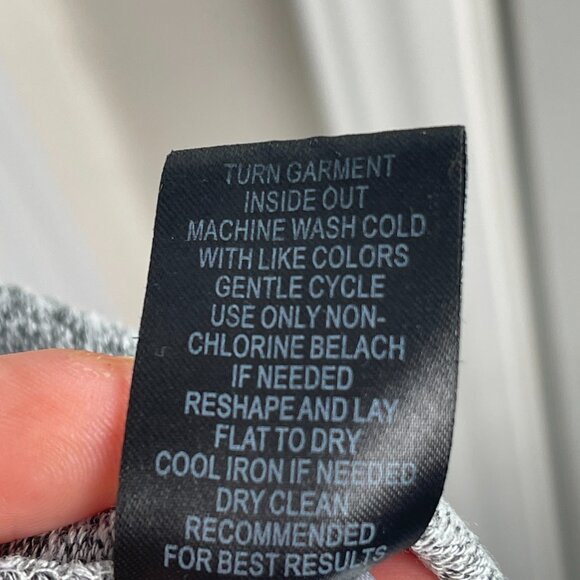 TURN GARMENT
INSIDE OUT
MACHINE WASH COLD
WITH LIKE COLORS
GENTLE CYCLE
USE ONLY NON-
CHLORINE BELACH
IF NEEDED
RESHAPE AND LAY
FLAT TO DRY
COOL IRON IF NEEDED
DRY CLEAN
RECOMMENDED
FOR BEST RESULTS